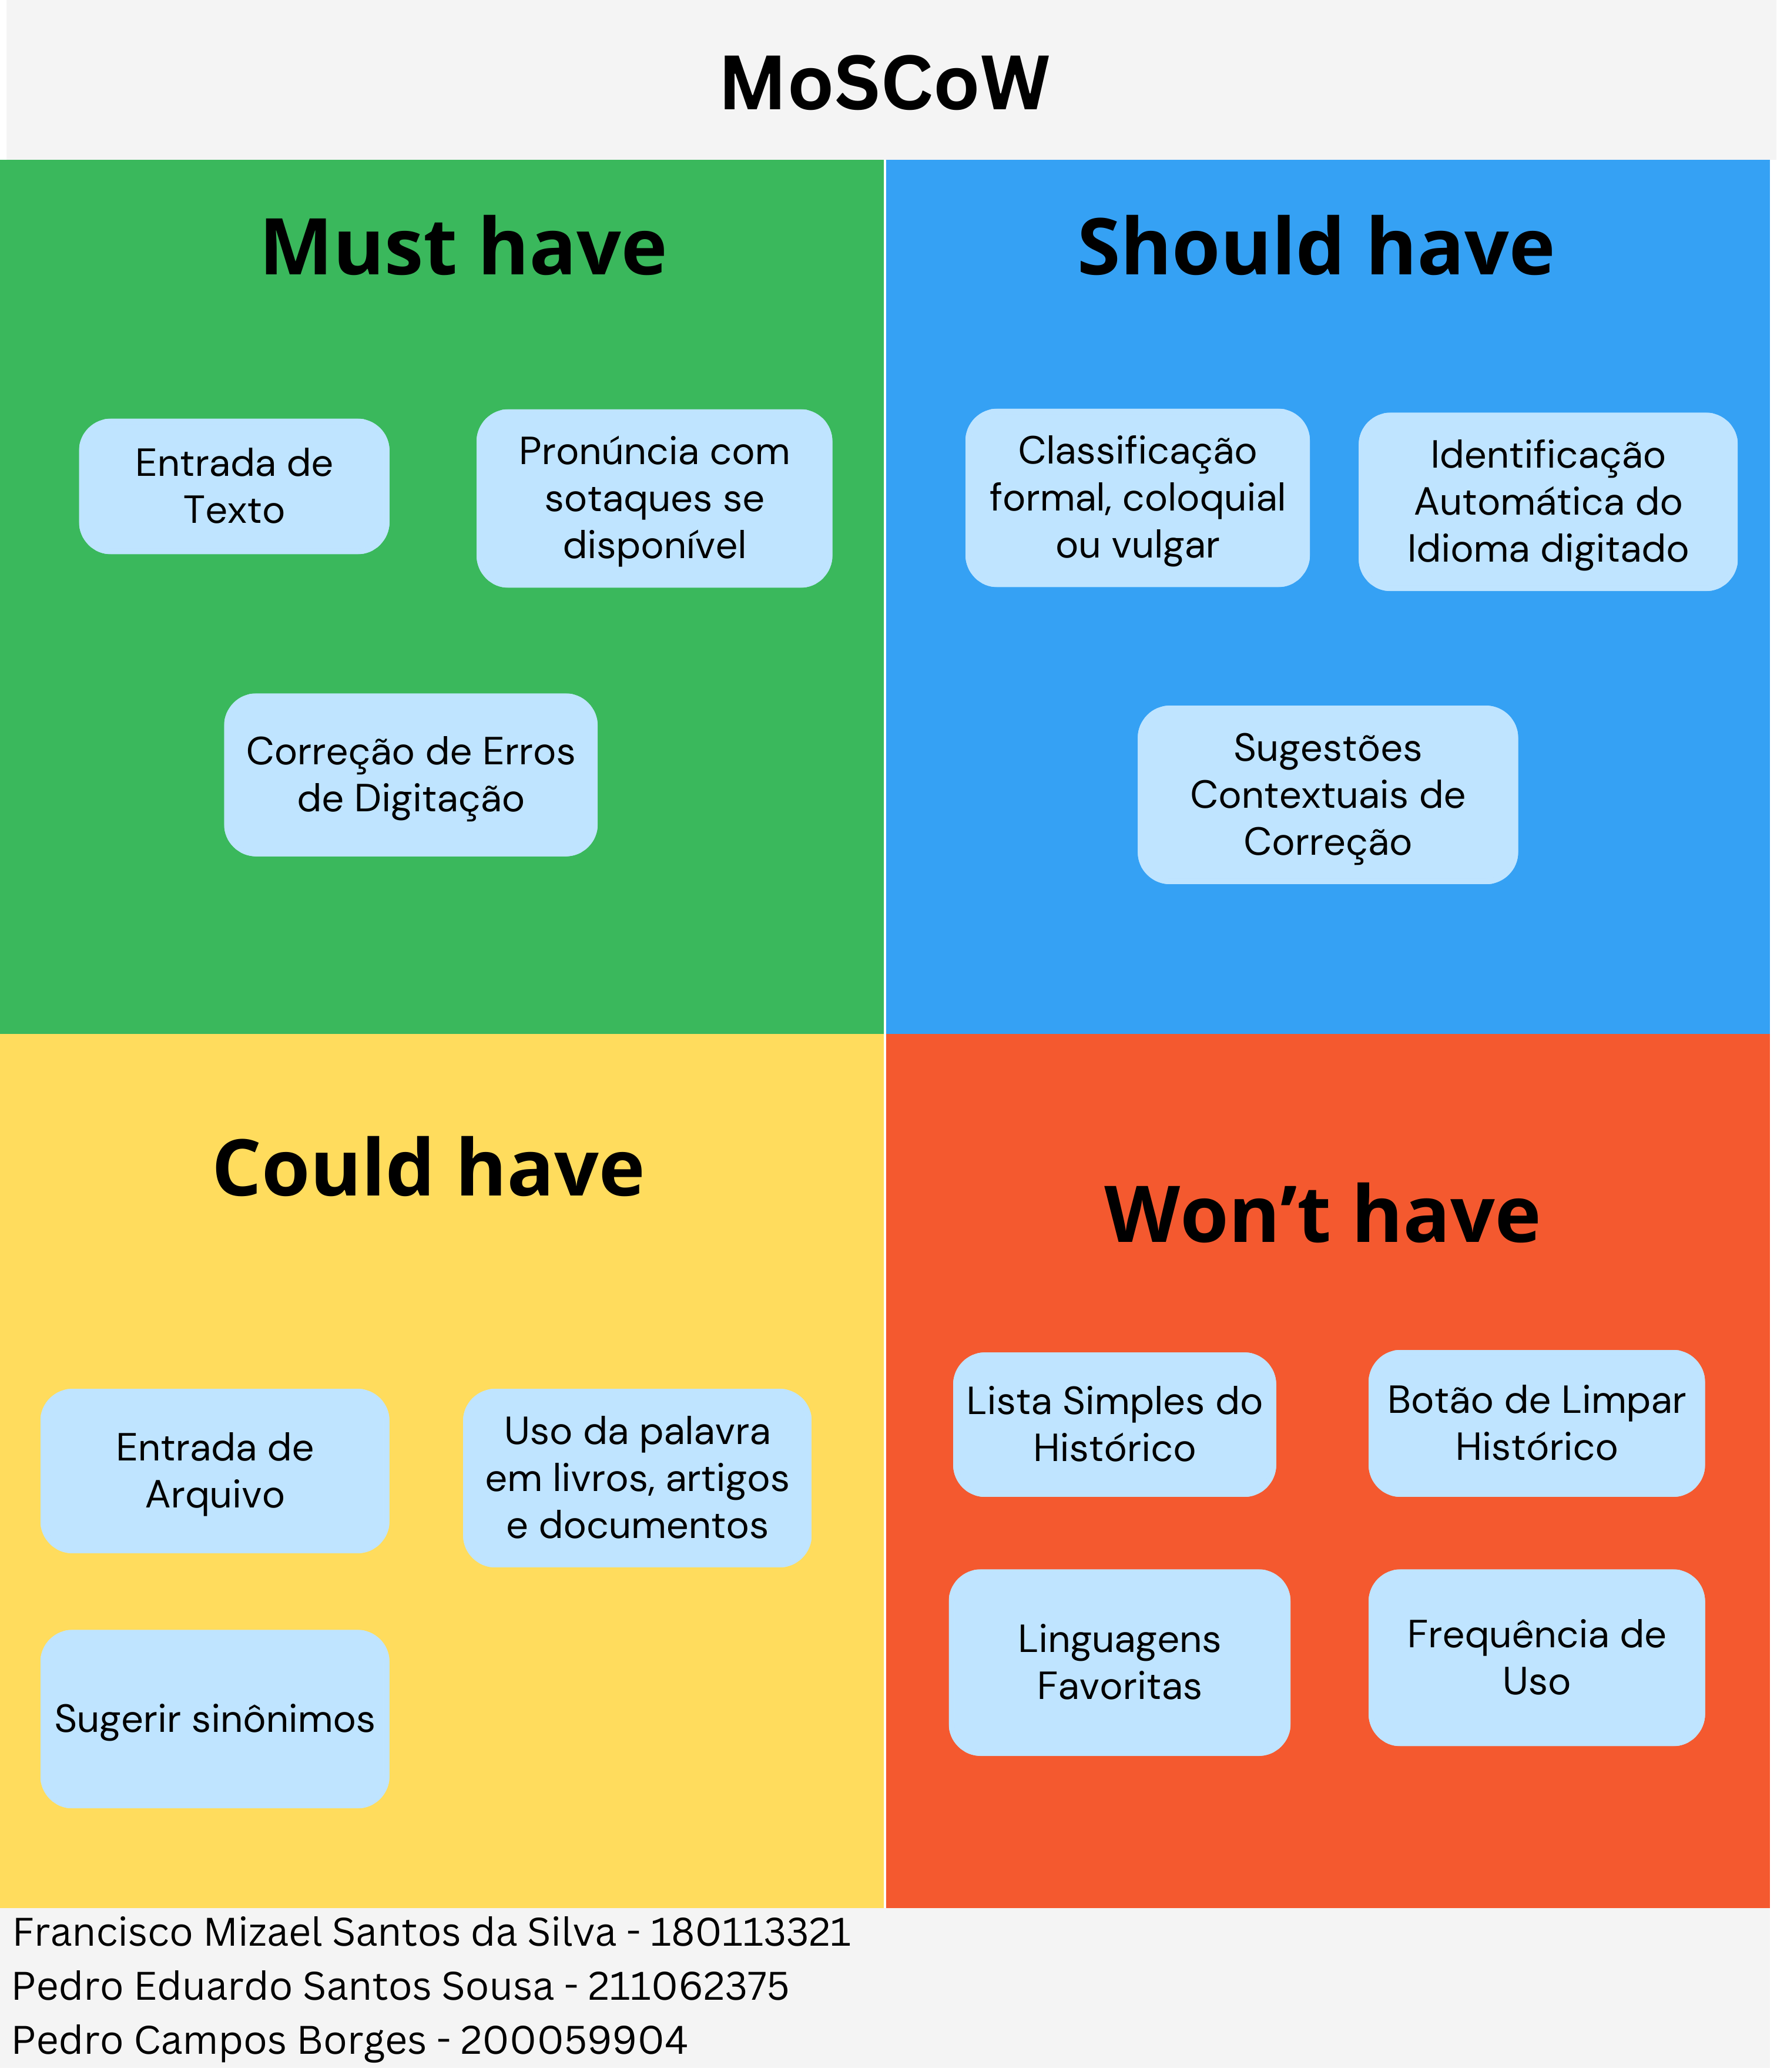 MoSCoW
Must have
Entrada de
Texto
Pronúncia com
sotaques se
disponível
Correção de Erros
de Digitação
Should have
Classificação
formal, coloquial
ou vulgar
Identificação
Automática do
Idioma digitado
Sugestões
Contextuais de
Correção
Could have
Entrada de
Arquivo
Uso da palavra
em livros, artigos
e documentos
Sugerir sinônimos
Won’t have
Lista Simples do
Histórico
Botão de Limpar
Histórico
Linguagens
Favoritas
Frequência de
Uso
Francisco Mizael Santos da Silva - 180113321
Pedro Eduardo Santos Sousa - 211062375
Pedro Campos Borges - 200059904